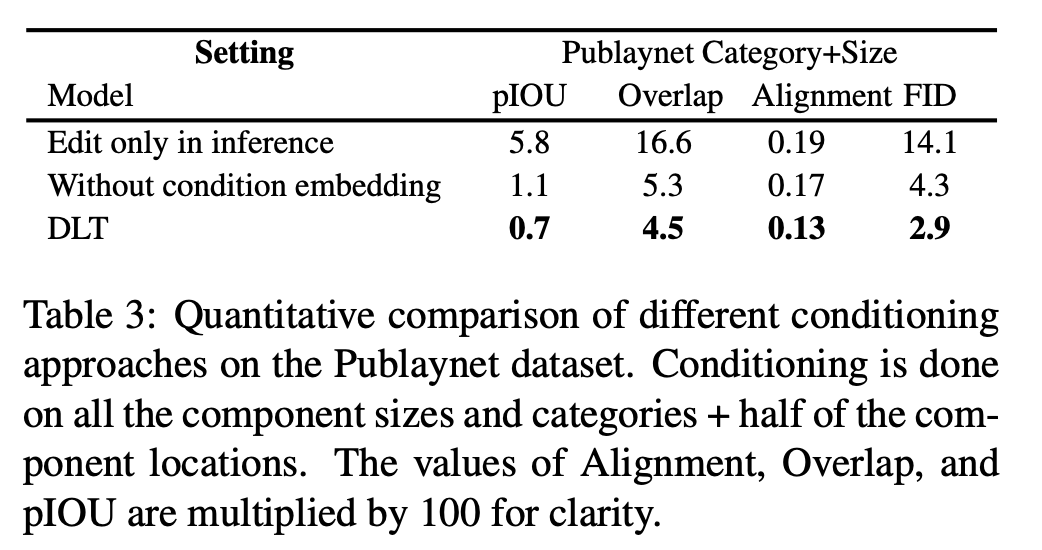 Setting Publaynet Category+Size
Model pIOU Overlap Alignment FID
Edit only in inference 5.8 16.6 0.19 14.1
Without condition embedding 1.1 5.3 0.17 4.3
DLT 0.7 4.5 0.13 2.9
Table 3: Quantitative comparison of different conditioning
approaches on the Publaynet dataset. Conditioning is done
on all the component sizes and categories + half of the com-
ponent locations. The values of Alignment, Overlap, and
pIOU are multiplied by 100 for clarity.